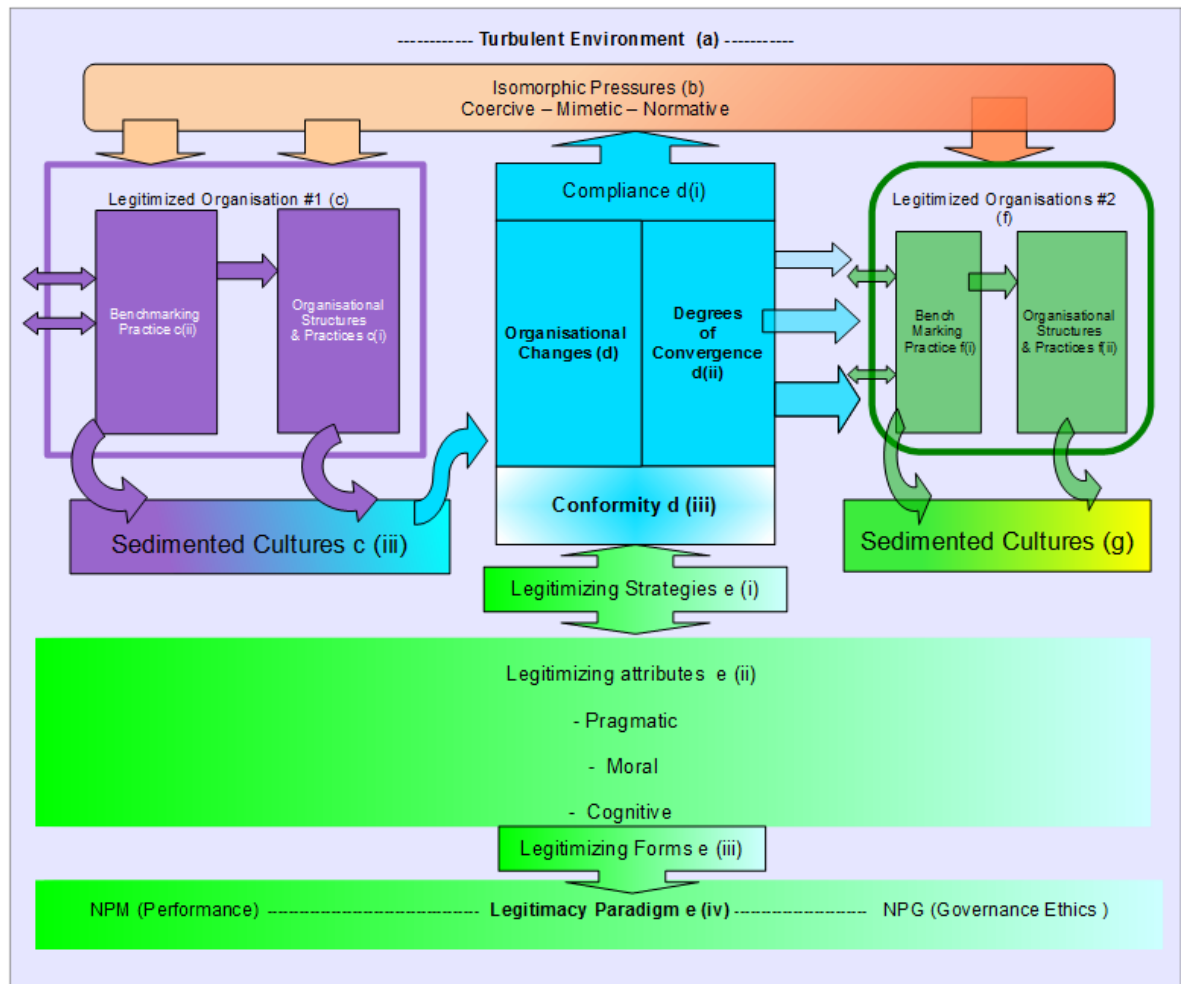 ------------ Turbulent Environment (a) -----------
Isomorphic Pressures (b)
Coercive – Mimetic – Normative
Legitimized Organisation #1 (c)
Benchmarking
Practice c(ii)
Organisational
Structures
& Practices c(i)
Sedimented Cultures c (iii)
Compliance d(i)
Organisational
Changes (d)
Degrees
of
Convergence
d(ii)
Conformity d (iii)
Legitimized Organisations #2
(f)
Bench
Marking
Practice f(i)
Organisational
Structures
& Practices f(ii)
Sedimented Cultures (g)
Legitimizing Strategies e (i)
Legitimizing attributes e (ii)
- Pragmatic
- Moral
- Cognitive
Legitimizing Forms e (iii)
NPM (Performance) ---------------------------- Legitimacy Paradigm e (iv) ----------------- NPG (Governance Ethics )